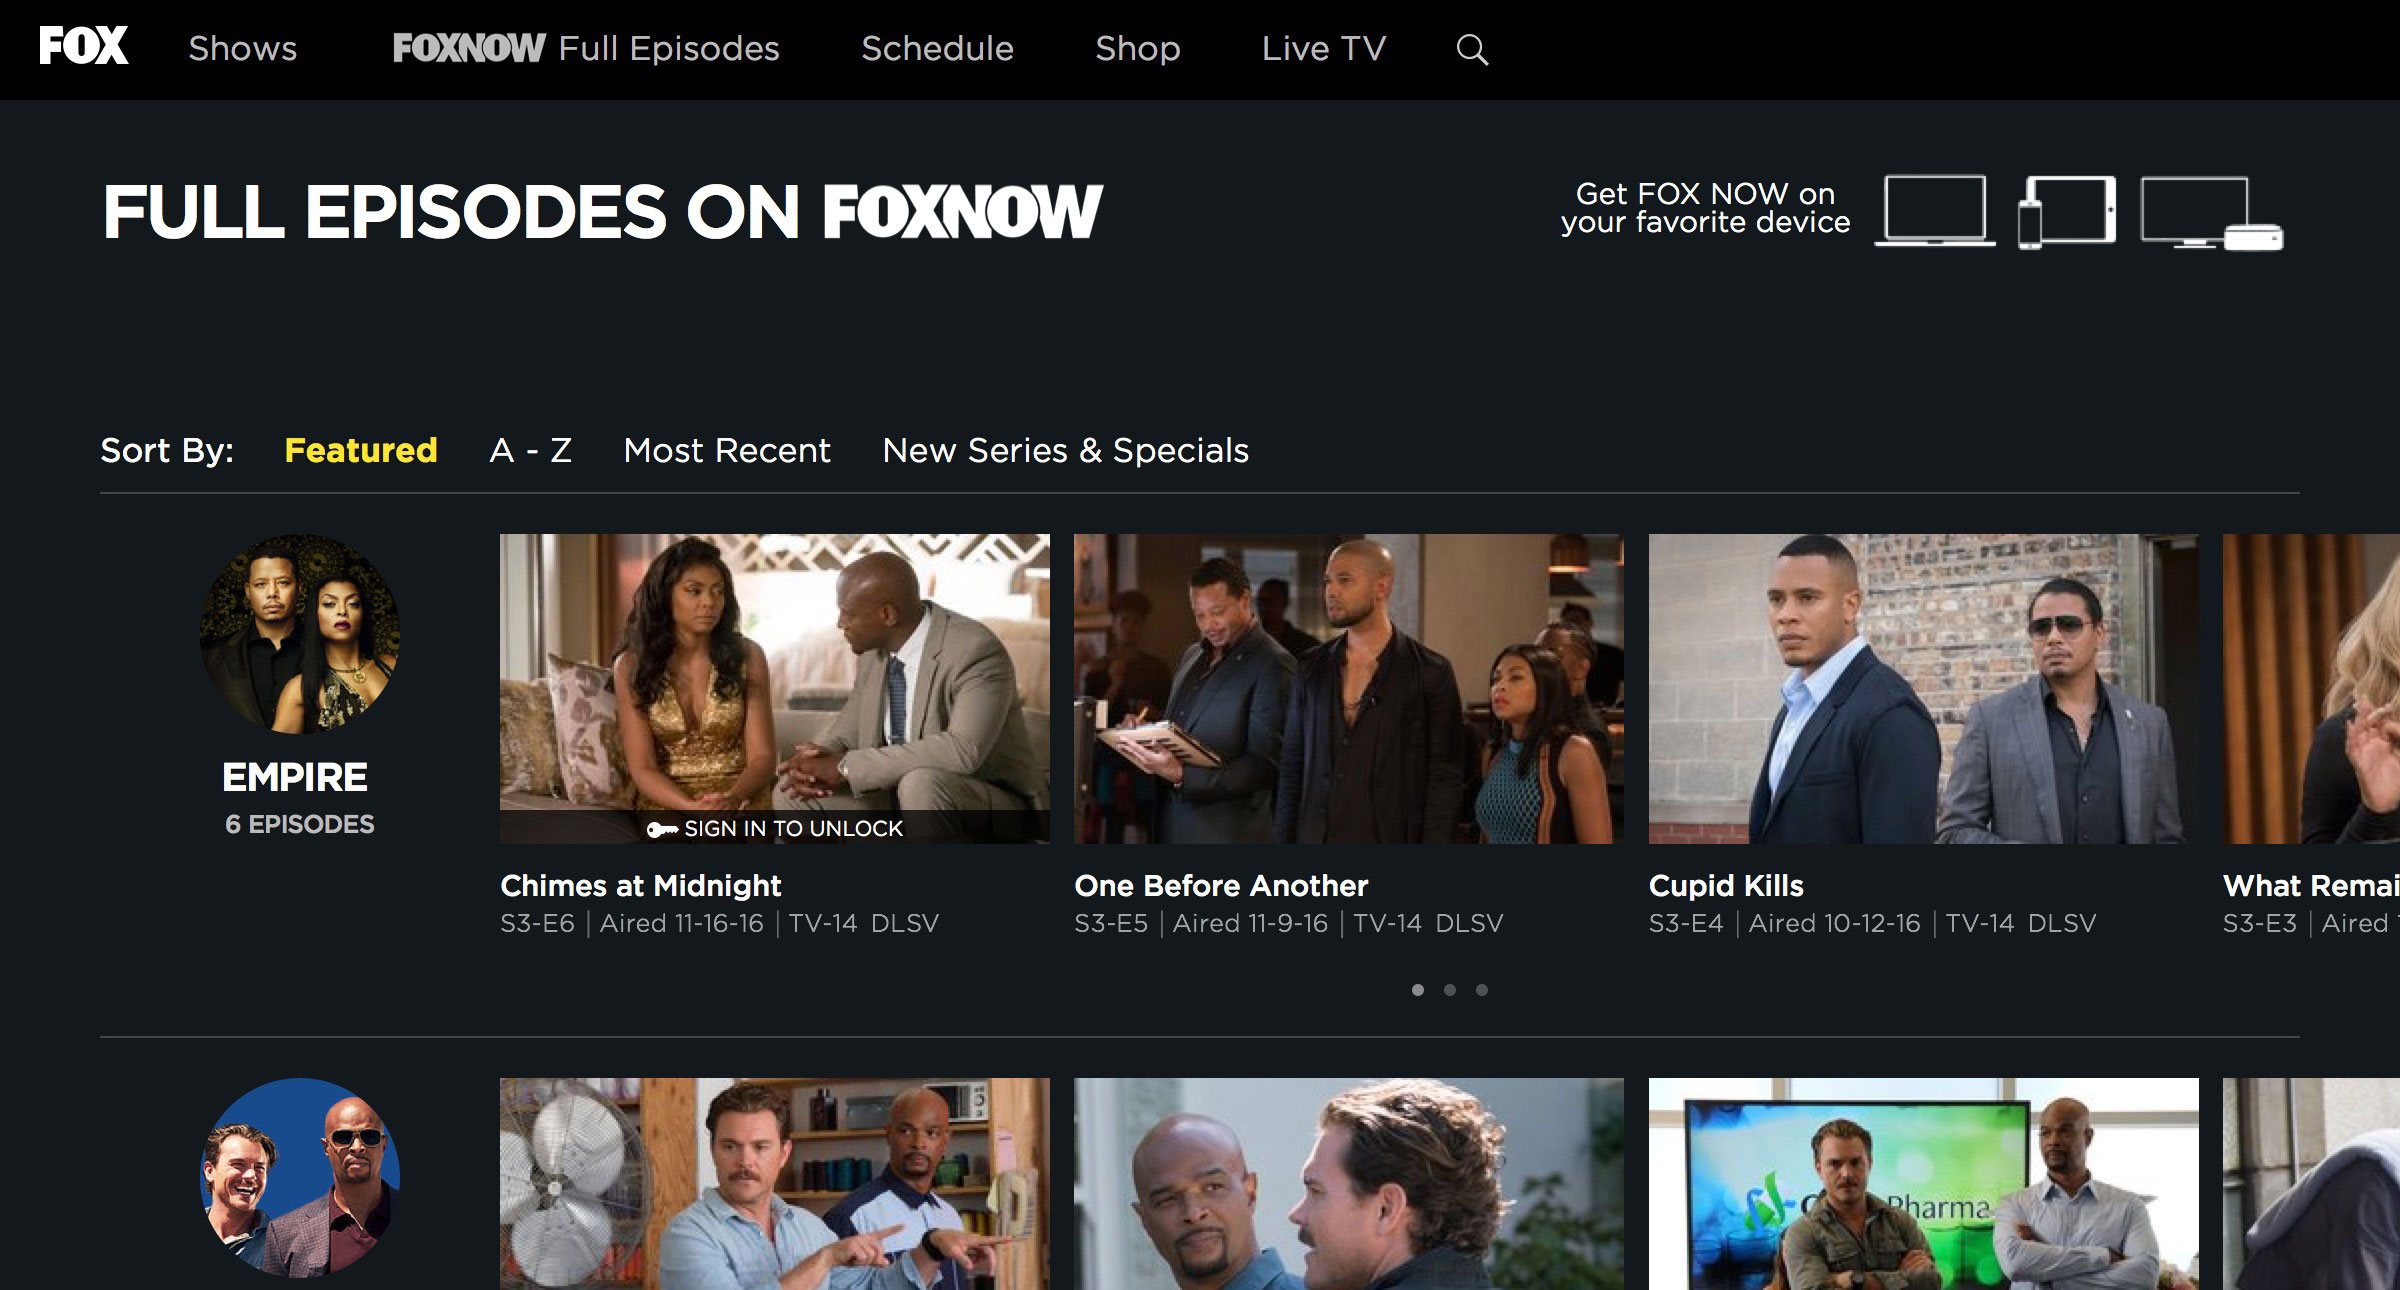 FOX Shows FOXNOW Full Episodes Schedule Shop Live TV
FULL EPISODES ON FOXNOW
Get FOX NOW on
your favorite device
Sort By: Featured A - Z Most Recent New Series & Specials
EMPIRE
6 EPISODES
SIGN IN TO UNLOCK
Chimes at Midnight
S3-E6 | Aired 11-16-16 | TV-14 DLSV
One Before Another
S3-E5 | Aired 11-9-16 | TV-14 DLSV
Cupid Kills
S3-E4 | Aired 10-12-16 | TV-14 DLSV
What
S3-E3 | Aired
Pharma